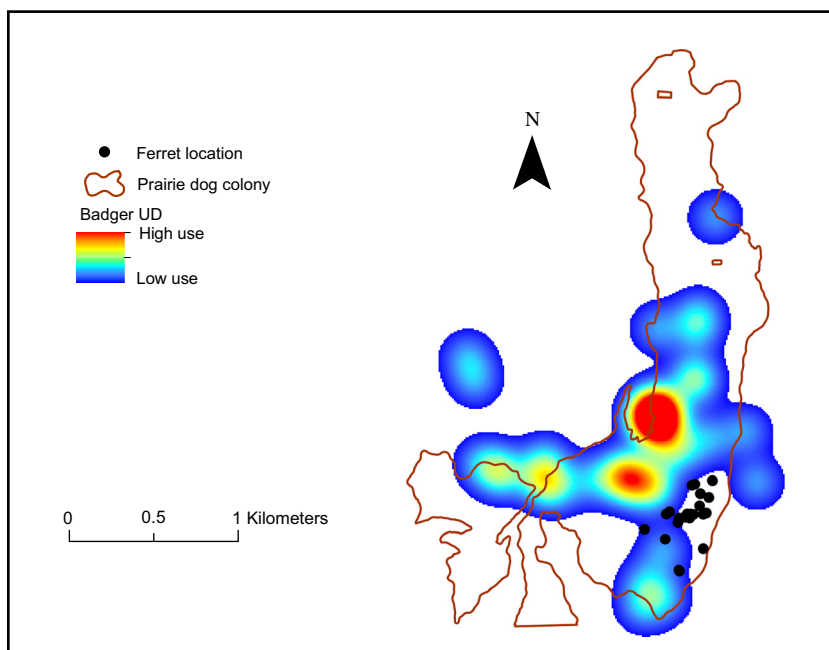 N
Ferret location
Prairie dog colony
Badger UD
High use
Low use
0 0.5 1 Kilometers